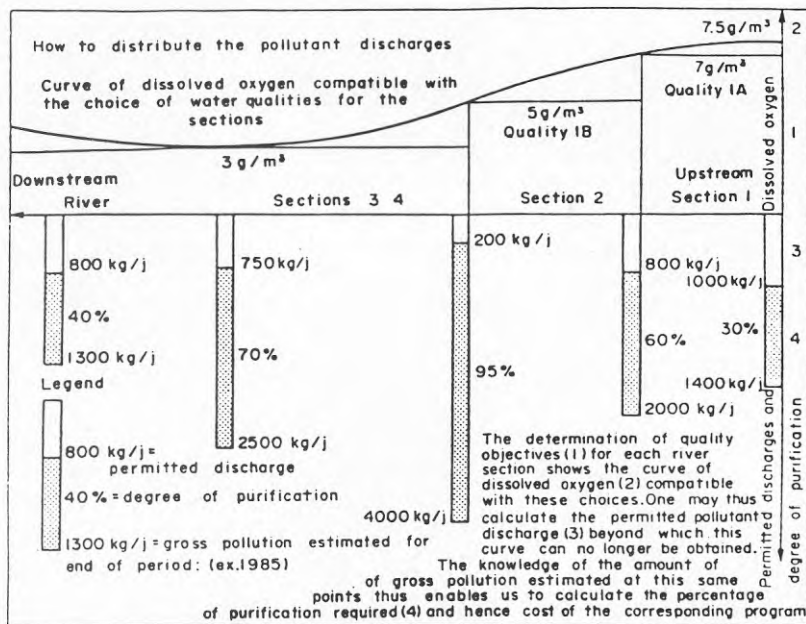 How to distribute the pollutant discharges
Curve of dissolved oxygen compatible with
the choice of water qualities for the
sections
7.5g/m³
7g/m³
Quality IA
5g/m³
Quality IB
3g/m³
Downstream
River
Sections 3 4
Section 2
Upstream
Section I
Dissolved oxygen
2
1
3
4
800 kg/j
40%
1300 kg/j
750kg/j
70%
2500 kg/j
200 kg/j
95%
4000kg/j
800 kg/j
60%
2000 kg/j
1000kg/j
30%
1400kg/j
Legend
800 kg/j=
permitted discharge
40%=degree of purification
1300kg/j=gross pollution estimated for
end of period: (ex.1985)
The determination of quality
objectives (1) for each river
section shows the curve of
dissolved oxygen(2) compatible
with these choices.One may thus
calculate the permitted pollutant
discharge (3) beyond which this
curve can no longer be obtained.
The knowledge of the amount of
of gross pollution estimated at this same
points thus enables us to calculate the percentage
of purification required(4) and hence cost of the corresponding program
Permitted discharges and
degree of purification